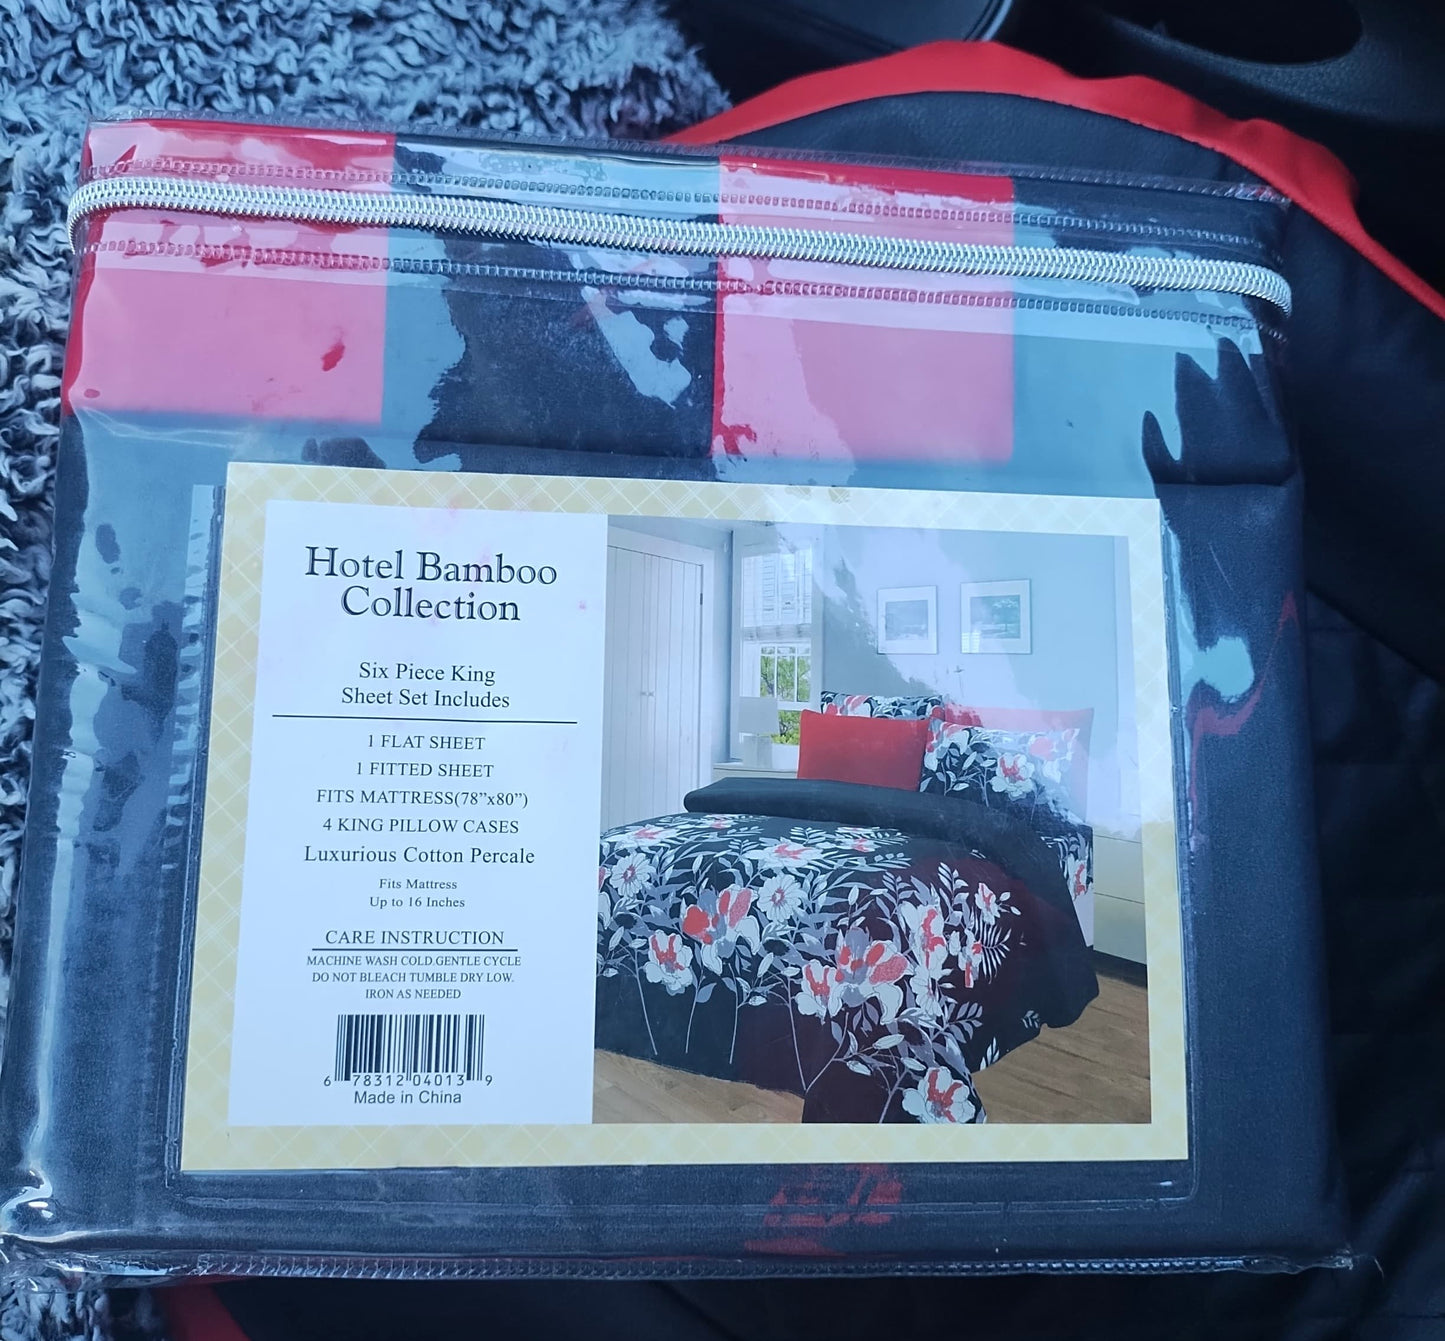 Hotel Bamboo
Collection
Six Piece King
Sheet Set Includes
1 FLAT SHEET
1 FITTED SHEET
FITS MATTRESS(78”x80”)
4 KING PILLOW CASES
Luxurious Cotton Percale
Fits Mattress
Up to 16 Inches
CARE INSTRUCTION
MACHINE WASH COLD.GENTLE CYCLE
DO NOT BLEACH TUMBLE DRY LOW.
IRON AS NEEDED
6 78312 04013 9
Made in China